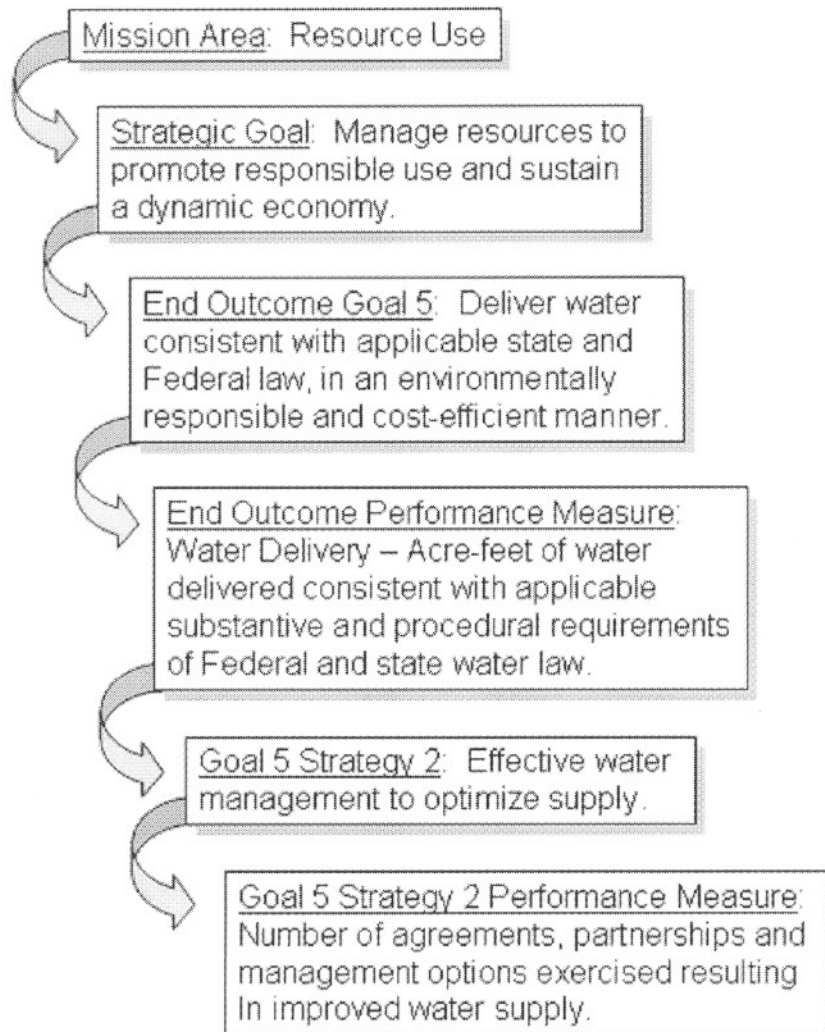 Mission Area: Resource Use
Strategic Goal: Manage resources to
promote responsible use and sustain
a dynamic economy.
End Outcome Goal 5: Deliver water
consistent with applicable state and
Federal law, in an environmentally
responsible and cost-efficient manner.
End Outcome Performance Measure:
Water Delivery – Acre-feet of water
delivered consistent with applicable
substantive and procedural requirements
of Federal and state water law.
Goal 5 Strategy 2: Effective water
management to optimize supply.
Goal 5 Strategy 2 Performance Measure:
Number of agreements, partnerships and
management options exercised resulting
In improved water supply.